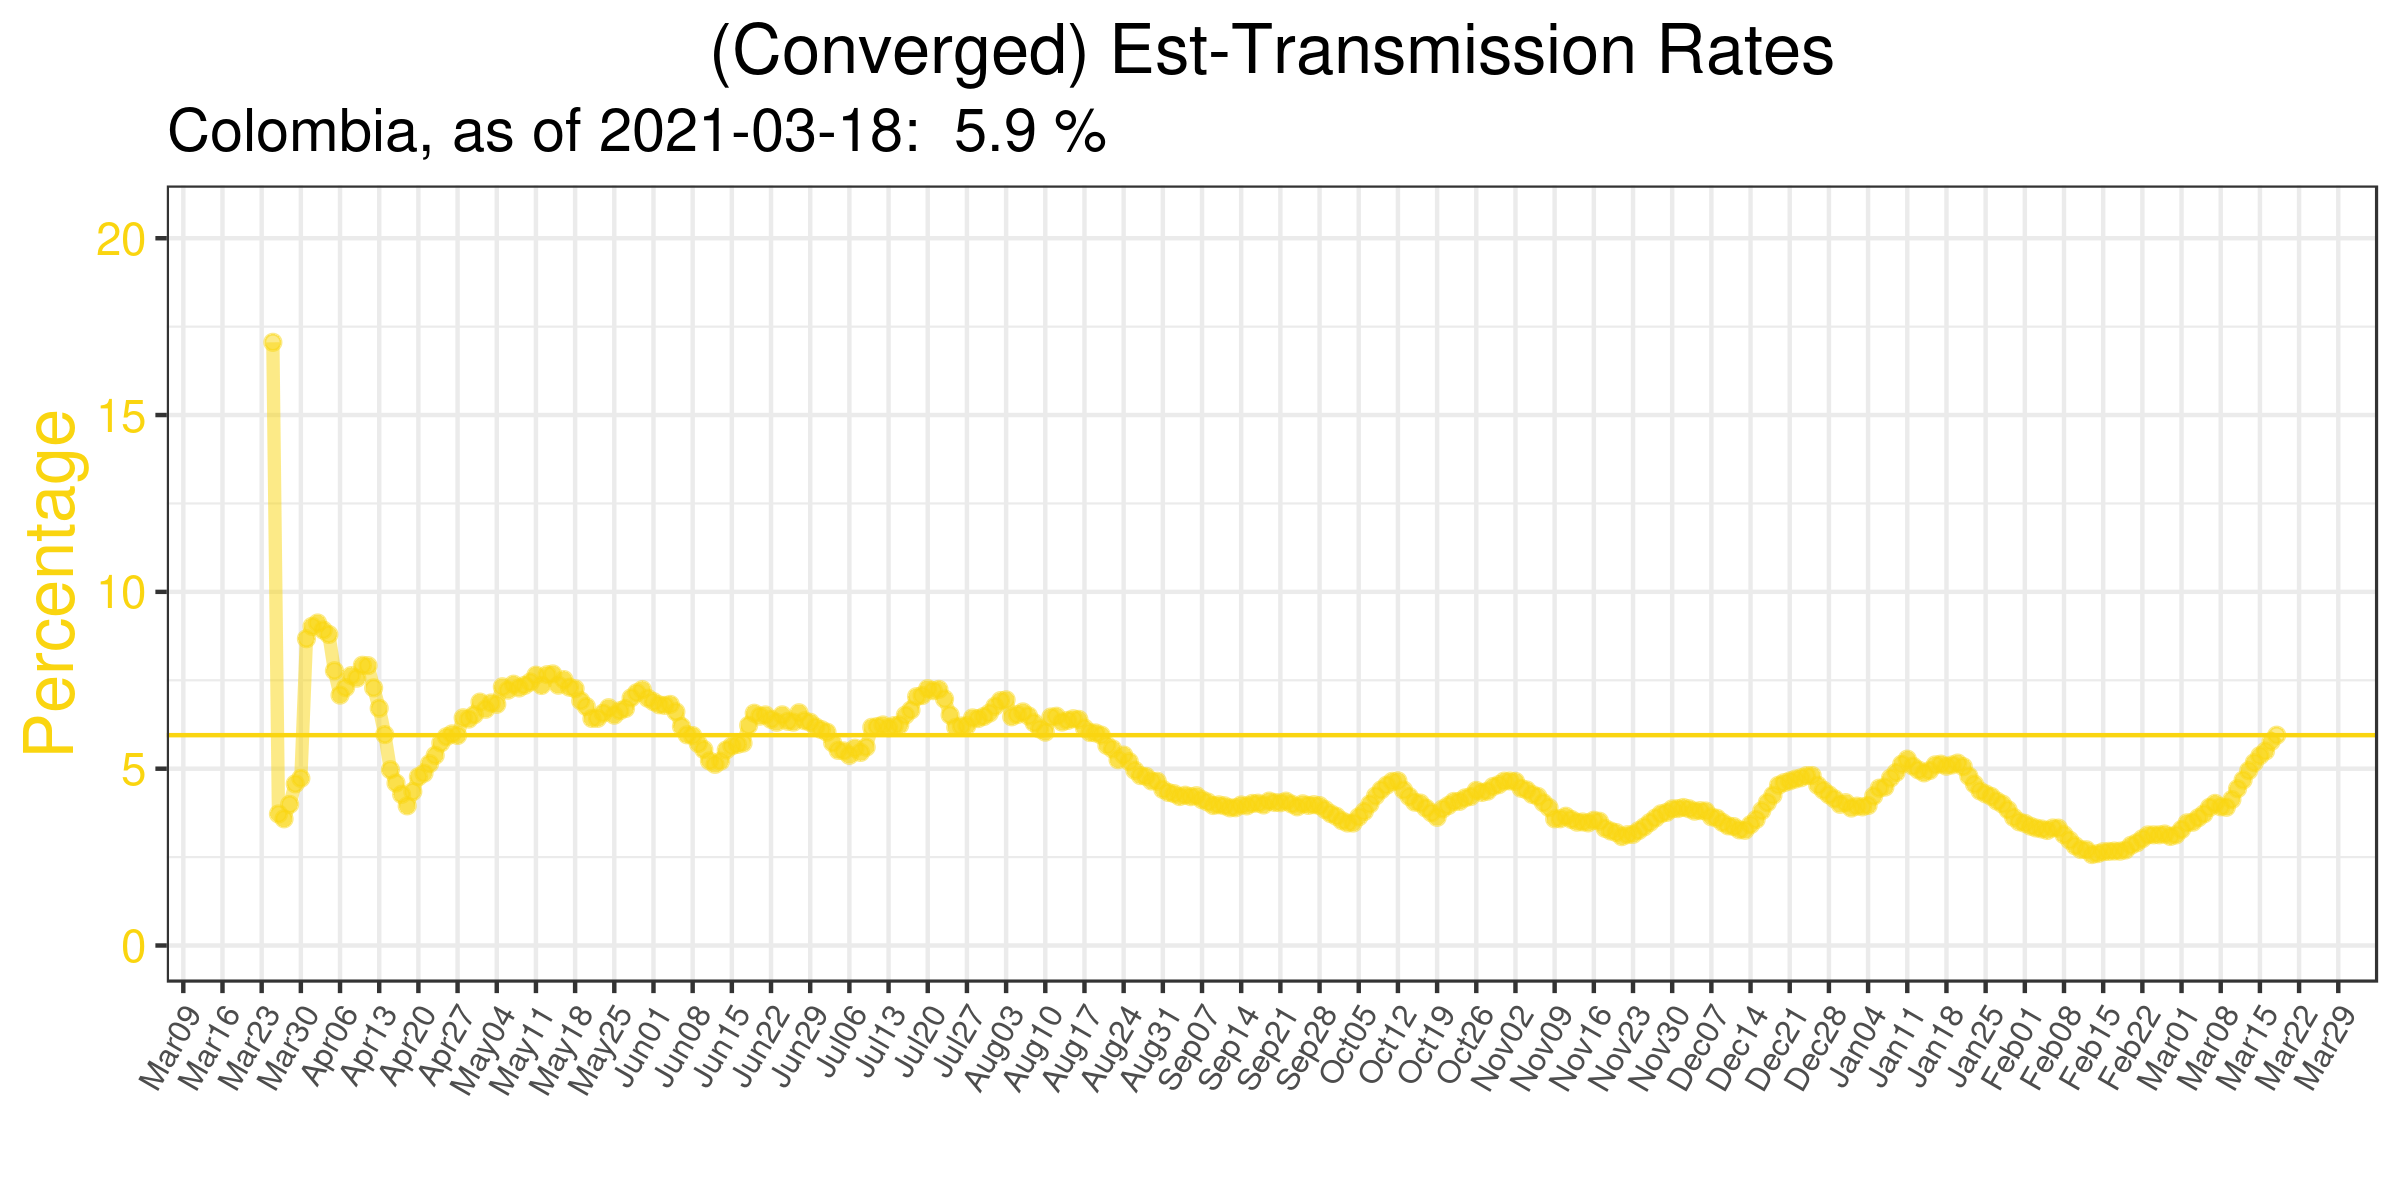 (Converged) Est-Transmission Rates
Colombia, as of 2021-03-18: 5.9 %
Percentage
20
15
10
5
0
Mar09 Mar16 Mar23 Mar30 Apr06 Apr13 Apr20 Apr27 May04 May11 May18 May25 Jun01 Jun08 Jun15 Jun22 Jun29 Jul06 Jul13 Jul20 Jul27 Aug03 Aug10 Aug17 Aug24 Aug31 Sep07 Sep14 Sep21 Sep28 Oct05 Oct12 Oct19 Oct26 Nov02 Nov09 Nov16 Nov23 Nov30 Dec07 Dec14 Dec21 Dec28 Jan04 Jan11 Jan18 Jan25 Feb01 Feb08 Feb15 Feb22 Mar01 Mar08 Mar15 Mar22 Mar29